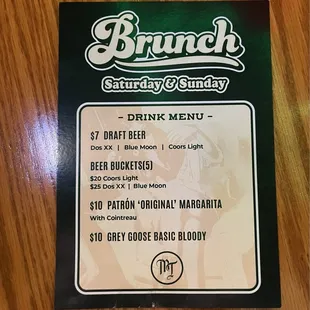 Brunch
Saturday & Sunday
- DRINK MENU -
$7 DRAFT BEER
Dos XX | Blue Moon | Coors Light
BEER BUCKETS(5)
$20 Coors Light
$25 Dos XX | Blue Moon
$10 PATRÓN 'ORIGINAL' MARGARITA
With Cointreau
$10 GREY GOOSE BASIC BLOODY
MT